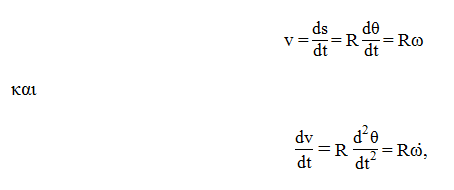 v = ds/dt = R dθ/dt = Rω
και
dv/dt = R d²θ/dt² = Rω̇,